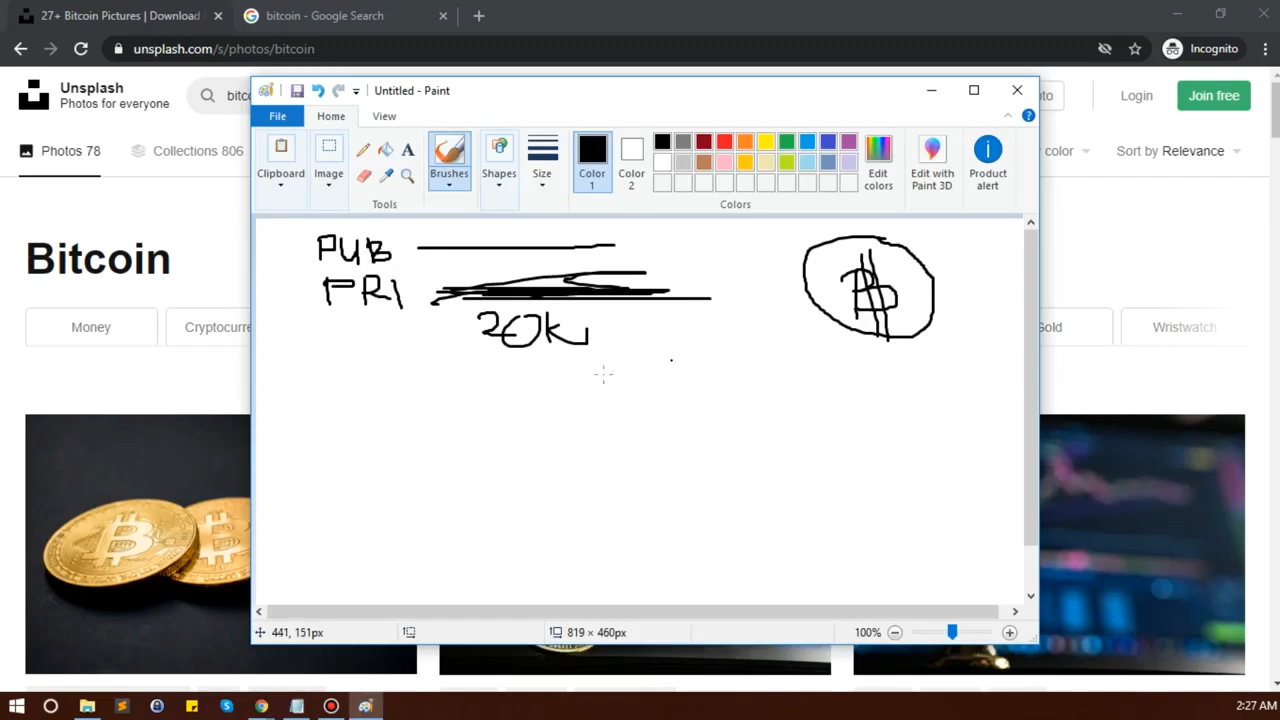 27+ Bitcoin Pictures | Download
bitcoin - Google Search
unsplash.com/s/photos/bitcoin
Incognito
Unsplash
Photos for everyone
bitco
Untitled - Paint
oto
Login
Join free
File
Home
View
Photos 78
Collections 806
color
Sort by Relevance
Clipboard
Image
Tools
Brushes
Shapes
Size
Color 1
Color 2
Edit colors
Edit with Paint 3D
Product alert
Colors
Bitcoin
Money
Cryptocurre
Gold
Wristwatch
PUB
PRI
20K
441, 151px
819 × 460px
100%
2:27 AM